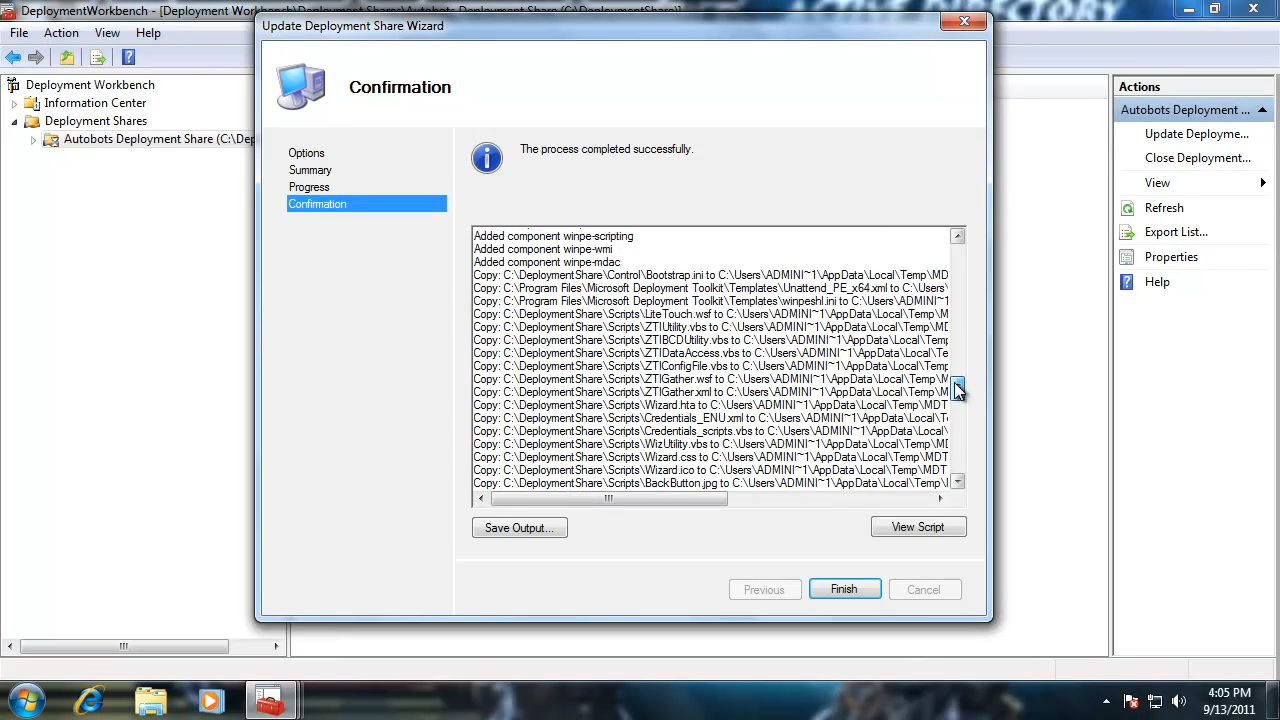 DeploymentWorkbench - [Deployment Workbench\Deployment Shares\Autobots Deployment Share (C:\DeploymentShare)]
Update Deployment Share Wizard
File Action View Help
Deployment Workbench
Information Center
Deployment Shares
Autobots Deployment Share (C:\Dep
Confirmation
Options
Summary
Progress
Confirmation
The process completed successfully.
Added component winpe-scripting
Added component winpe-wmi
Added component winpe-mdac
Copy: C:\DeploymentShare\Control\Bootstrap.ini to C:\Users\ADMINI~1\AppData\Local\Temp\MD
Copy: C:\Program Files\Microsoft Deployment Toolkit\Templates\Unattend_PE_x64.xml to C:\Users\
Copy: C:\Program Files\Microsoft Deployment Toolkit\Templates\winpeshl.ini to C:\Users\ADMINI~1
Copy: C:\DeploymentShare\Scripts\LiteTouch.wsf to C:\Users\ADMINI~1\AppData\Local\Temp\M
Copy: C:\DeploymentShare\Scripts\ZTIUtility.vbs to C:\Users\ADMINI~1\AppData\Local\Temp\MD
Copy: C:\DeploymentShare\Scripts\ZTIBCDUtility.vbs to C:\Users\ADMINI~1\AppData\Local\Tem
Copy: C:\DeploymentShare\Scripts\ZTIDataAccess.vbs to C:\Users\ADMINI~1\AppData\Local\Te
Copy: C:\DeploymentShare\Scripts\ZTIConfigFile.vbs to C:\Users\ADMINI~1\AppData\Local\Temp
Copy: C:\DeploymentShare\Scripts\ZTIGather.wsf to C:\Users\ADMINI~1\AppData\Local\Temp\M
Copy: C:\DeploymentShare\Scripts\ZTIGather.xml to C:\Users\ADMINI~1\AppData\Local\Temp\M
Copy: C:\DeploymentShare\Scripts\Wizard.hta to C:\Users\ADMINI~1\AppData\Local\Temp\MDT
Copy: C:\DeploymentShare\Scripts\Credentials_ENU.xml to C:\Users\ADMINI~1\AppData\Local\
Copy: C:\DeploymentShare\Scripts\Credentials_scripts.vbs to C:\Users\ADMINI~1\AppData\Local
Copy: C:\DeploymentShare\Scripts\WizUtility.vbs to C:\Users\ADMINI~1\AppData\Local\Temp\MD
Copy: C:\DeploymentShare\Scripts\Wizard.css to C:\Users\ADMINI~1\AppData\Local\Temp\MDT
Copy: C:\DeploymentShare\Scripts\Wizard.ico to C:\Users\ADMINI~1\AppData\Local\Temp\MDT
Copy: C:\DeploymentShare\Scripts\BackButton.jpg to C:\Users\ADMINI~1\AppData\Local\Temp\
Save Output...
View Script
Previous
Finish
Cancel
Actions
Autobots Deployment ...
Update Deployme...
Close Deployment...
View
Refresh
Export List...
Properties
Help
4:05 PM
9/13/2011